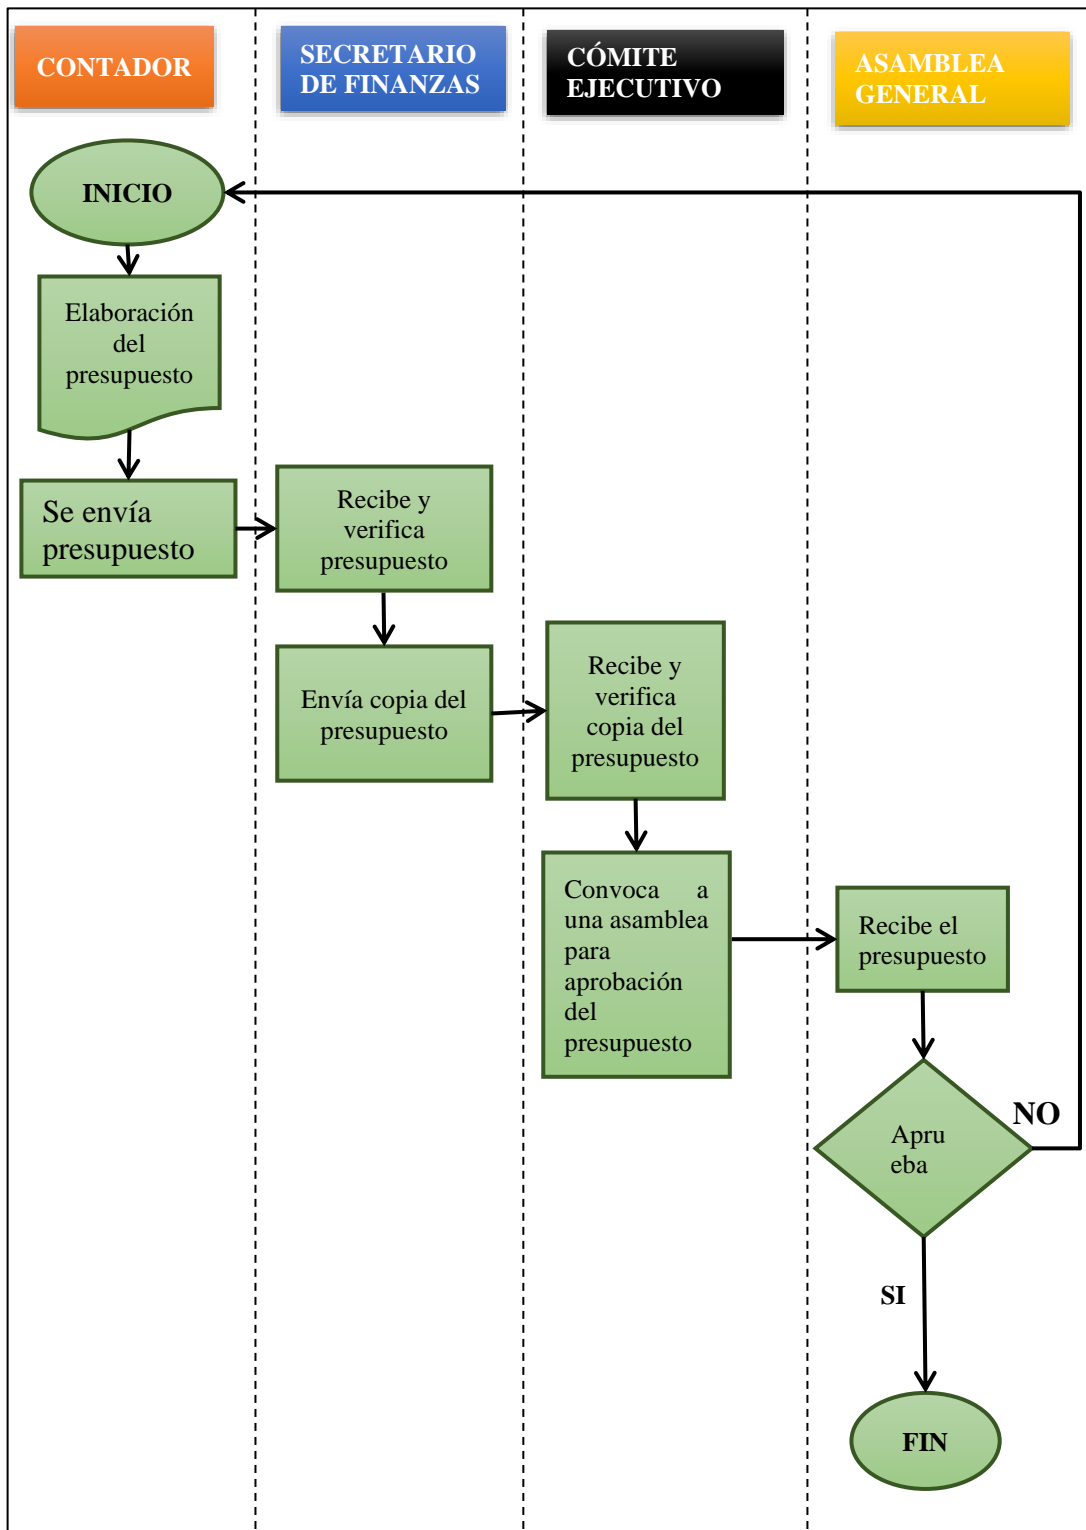 CONTADOR
SECRETARIO
DE FINANZAS
CÓMITE
EJECUTIVO
ASAMBLEA
GENERAL
INICIO
Elaboración
del
presupuesto
Se envía
presupuesto
Recibe y
verifica
presupuesto
Envía copia del
presupuesto
Recibe y
verifica
copia del
presupuesto
Convoca a
una asamblea
para
aprobación
del
presupuesto
Recibe el
presupuesto
Apru
eba
NO
SI
FIN